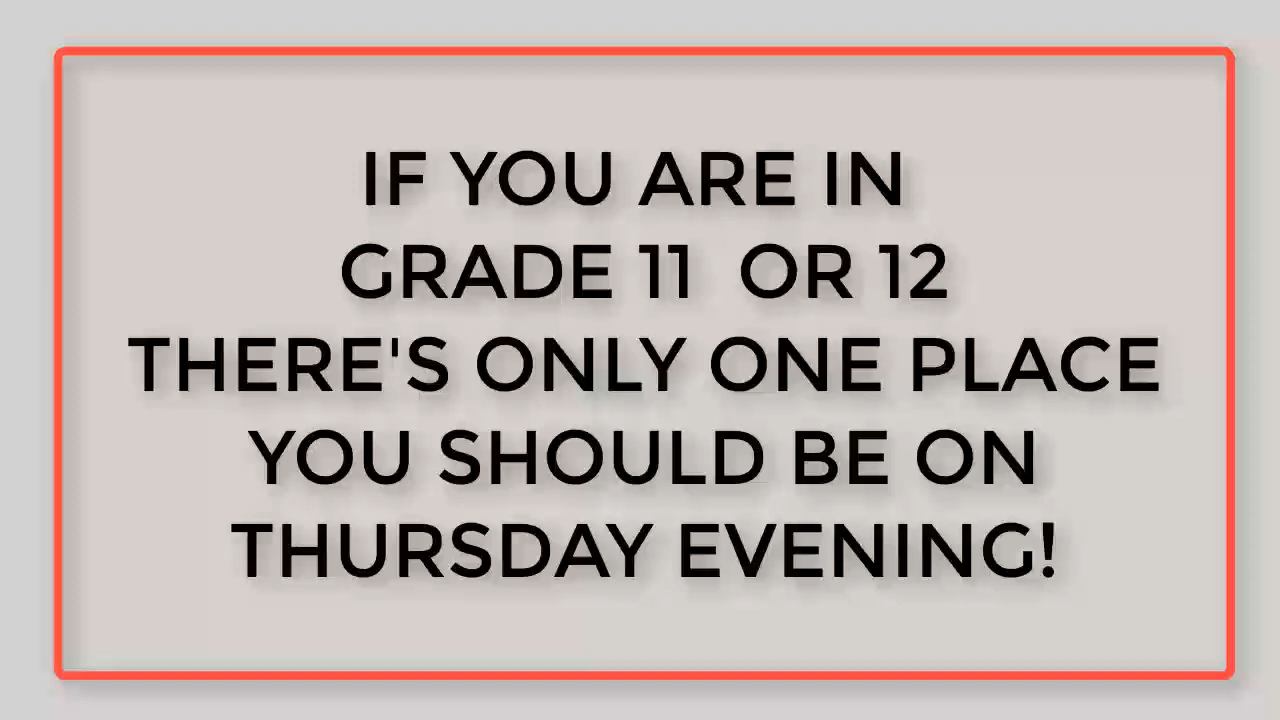 IF YOU ARE IN
GRADE 11  OR 12
THERE'S ONLY ONE PLACE
YOU SHOULD BE ON
THURSDAY EVENING!